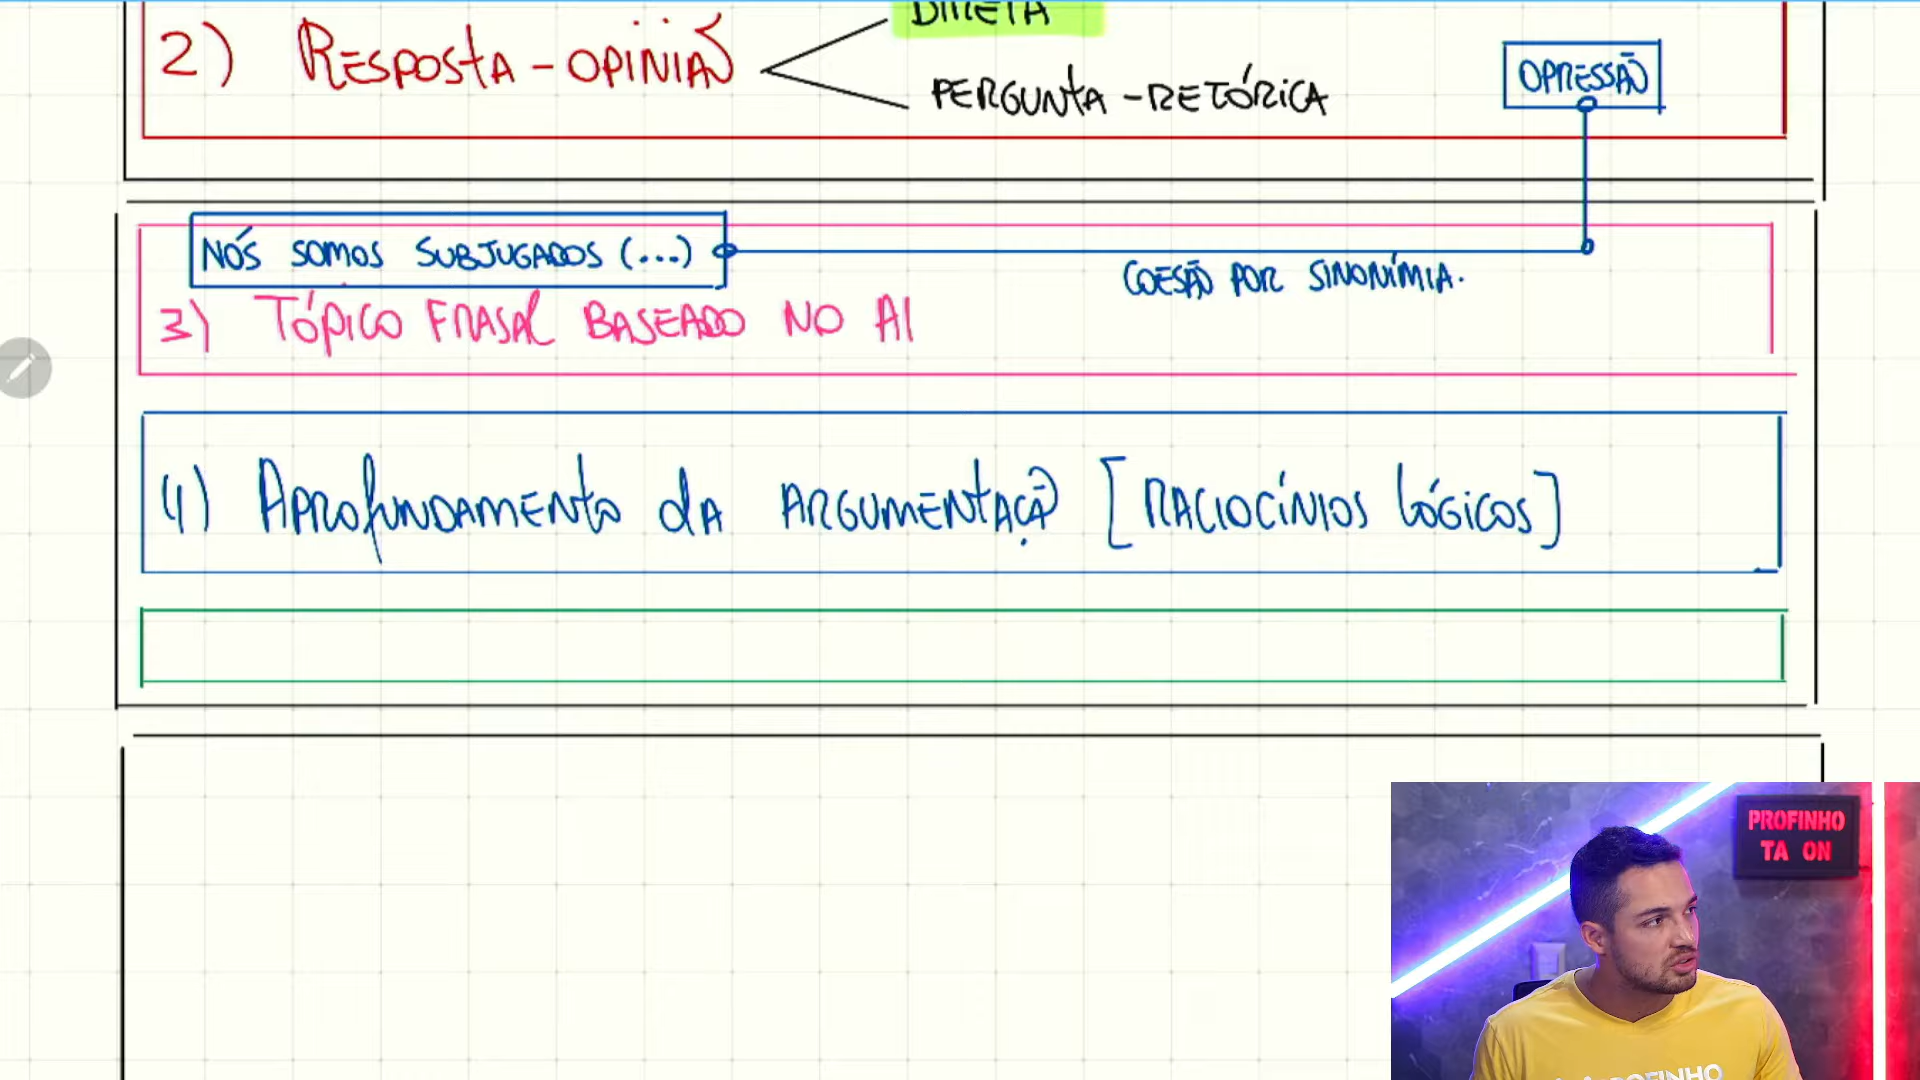 DIRETA
2) RESPOSTA - OPINIÃO
PERGUNTA - RETÓRICA
OPRESSÃO
NÓS SOMOS SUBJUGADOS (...)
COESÃO POR SINONÍMIA.
3) TÓPICO FRASAL BASEADO NO A1
4) APROFUNDAMENTO DA ARGUMENTAÇÃO [RACIOCÍNIOS LÓGICOS]
PROFINHO
TA ON